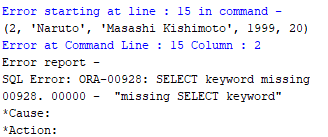 Error starting at line : 15 in command -
(2, 'Naruto', 'Masashi Kishimoto', 1999, 20)
Error at Command Line : 15 Column : 2
Error report -
SQL Error: ORA-00928: SELECT keyword missing
00928. 00000 -  "missing SELECT keyword"
*Cause:
*Action: